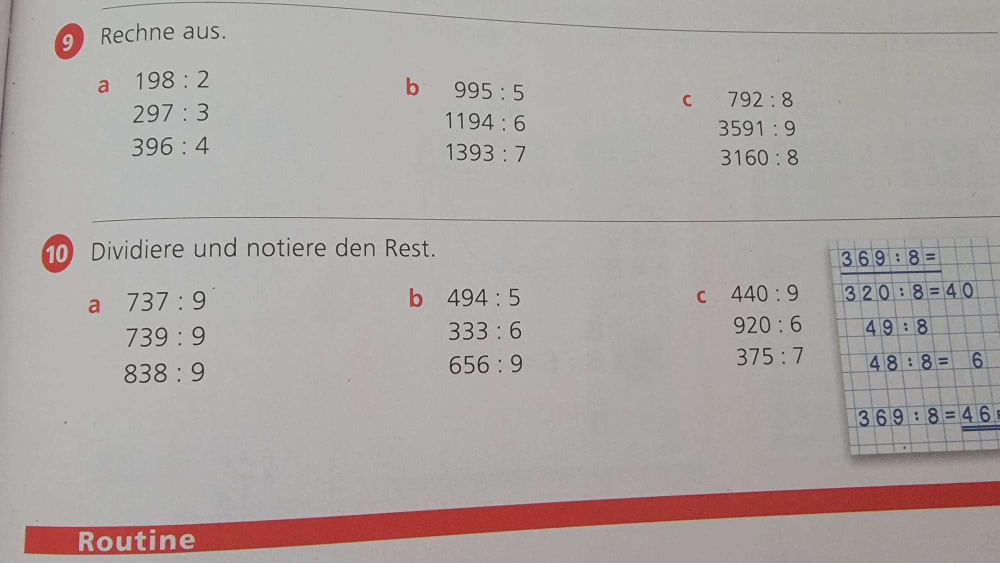 9 Rechne aus.
a 198 : 2
297 : 3
396 : 4
b 995 : 5
1194 : 6
1393 : 7
c 792 : 8
3591 : 9
3160 : 8
10 Dividiere und notiere den Rest.
a 737 : 9
739 : 9
838 : 9
b 494 : 5
333 : 6
656 : 9
c 440 : 9
920 : 6
375 : 7
369 : 8 =
320 : 8 = 40
49 : 8
48 : 8 = 6
369 : 8 = 46
Routine